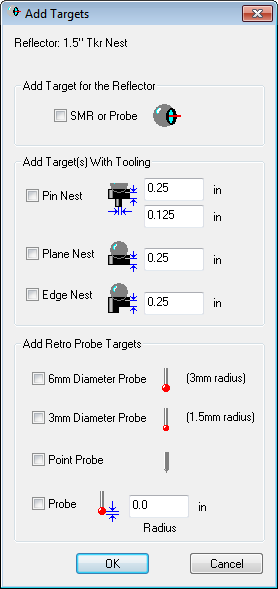 Add Targets
Reflector: 1.5" Tkr Nest
Add Target for the Reflector
SMR or Probe
Add Target(s) With Tooling
Pin Nest
0.25
in
0.125
in
Plane Nest
0.25
in
Edge Nest
0.25
in
Add Retro Probe Targets
6mm Diameter Probe
(3mm radius)
3mm Diameter Probe
(1.5mm radius)
Point Probe
Probe
0.0
in
Radius
OK
Cancel